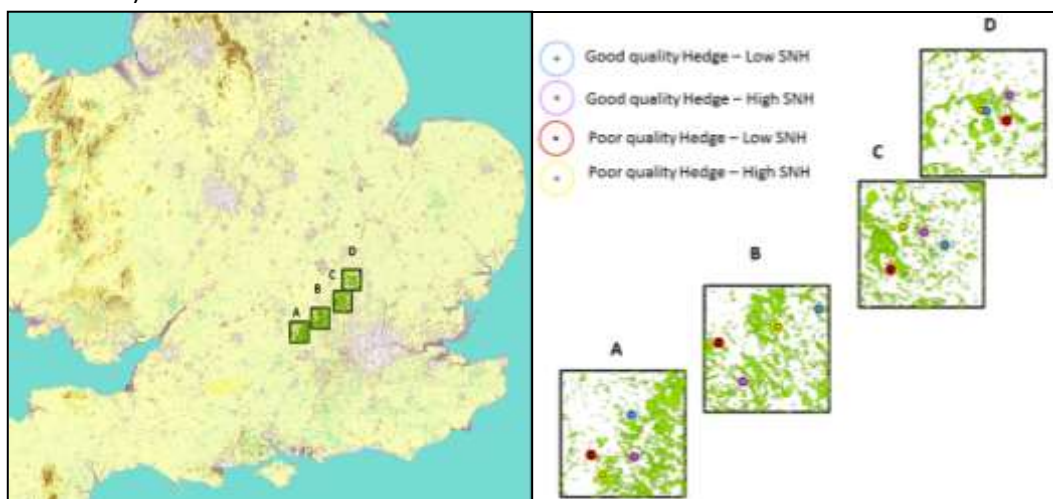 D
C
B
A
Good quality Hedge – Low SNH
Good quality Hedge – High SNH
Poor quality Hedge – Low SNH
Poor quality Hedge – High SNH
D
C
B
A